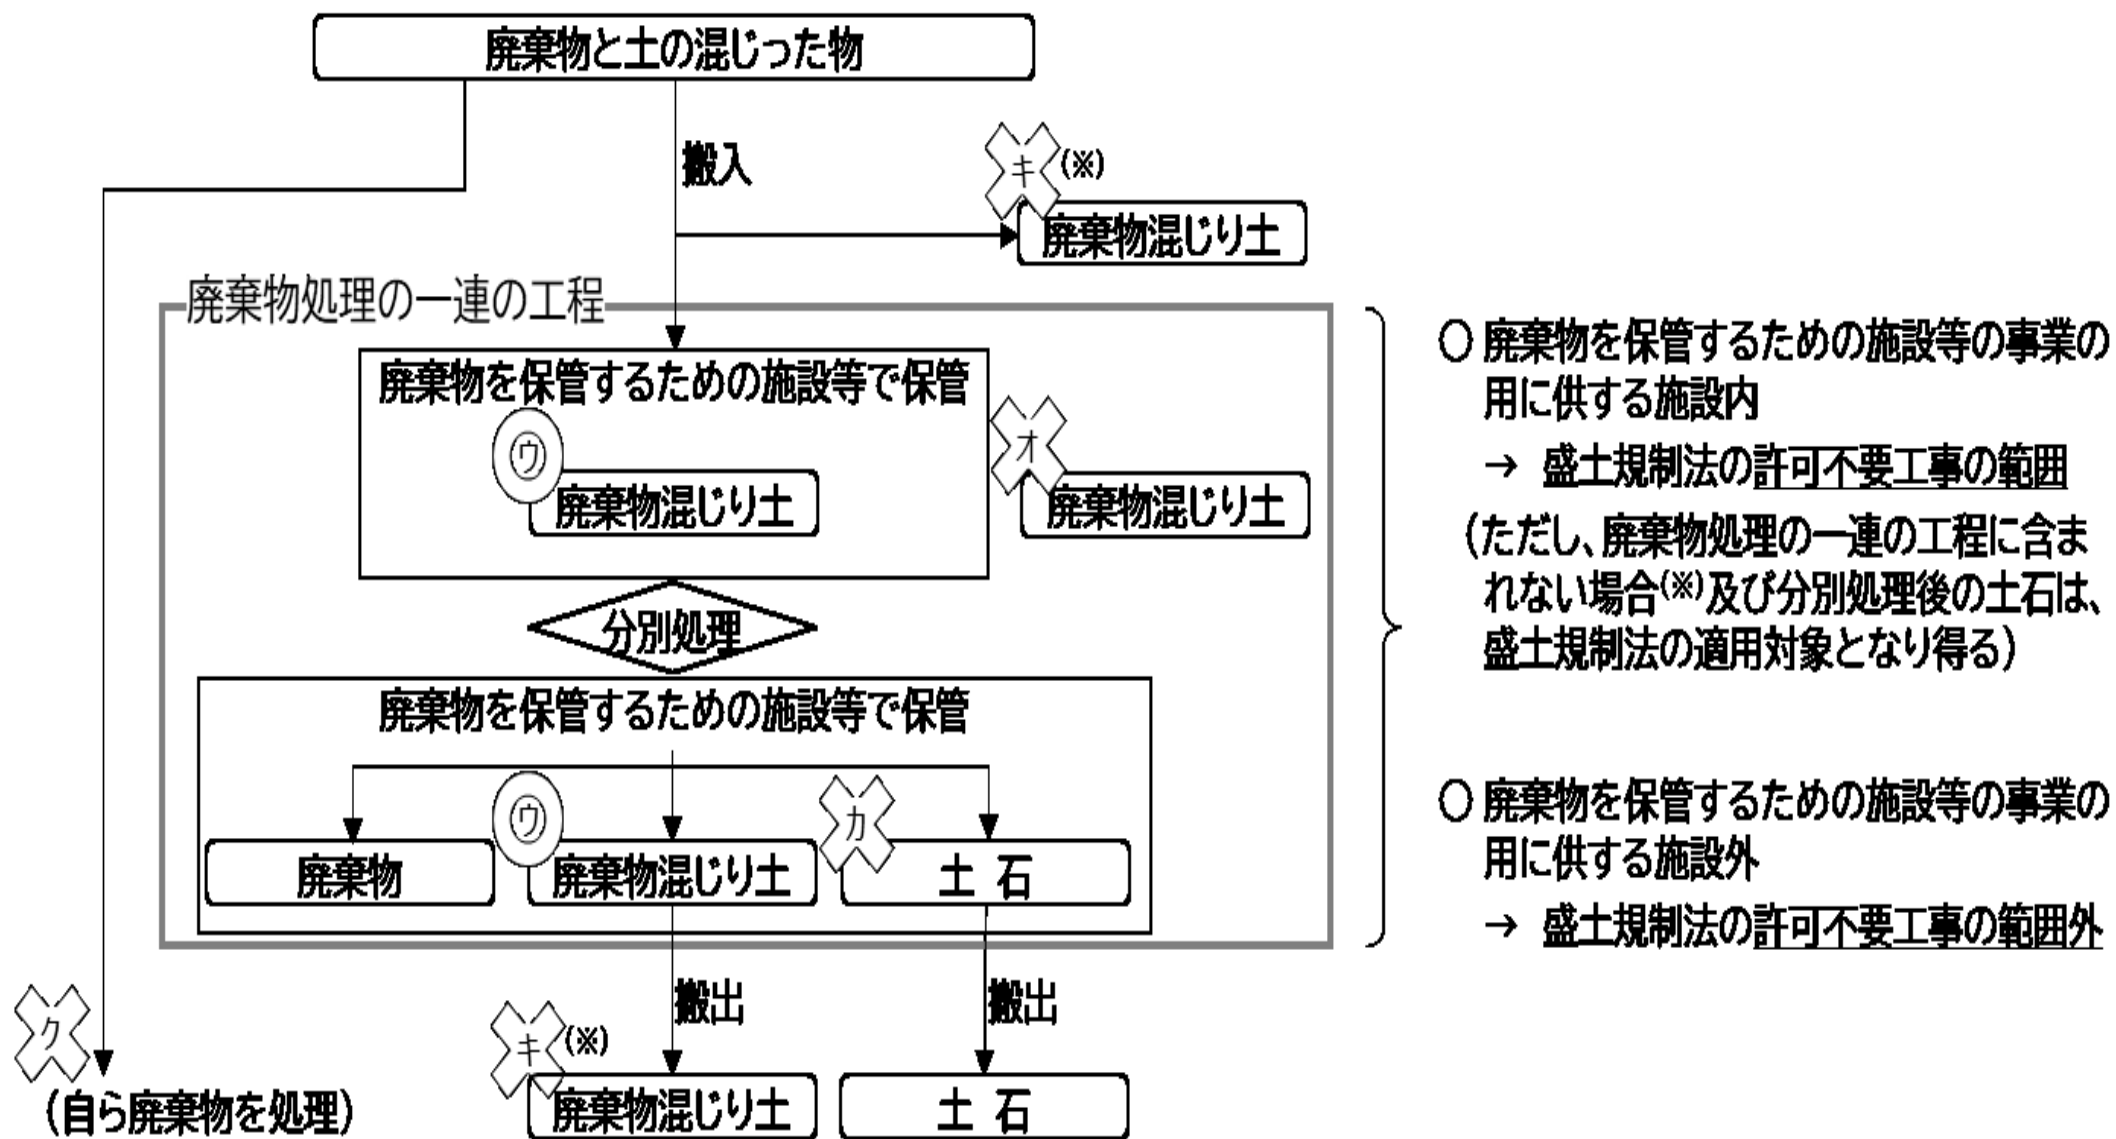 廃棄物と土の混じった物
搬入
キ
(※)
廃棄物混じり土
廃棄物処理の一連の工程
廃棄物を保管するための施設等で保管
ウ
廃棄物混じり土
オ
廃棄物混じり土
分別処理
廃棄物を保管するための施設等で保管
廃棄物
ウ
廃棄物混じり土
カ
土 石
搬出
搬出
ク
(自ら廃棄物を処理)
キ
(※)
廃棄物混じり土
土 石
○ 廃棄物を保管するための施設等の事業の
用に供する施設内
→ 盛土規制法の許可不要工事の範囲
(ただし、廃棄物処理の一連の工程に含ま
れない場合(※)及び分別処理後の土石は、
盛土規制法の適用対象となり得る)
○ 廃棄物を保管するための施設等の事業の
用に供する施設外
→ 盛土規制法の許可不要工事の範囲外